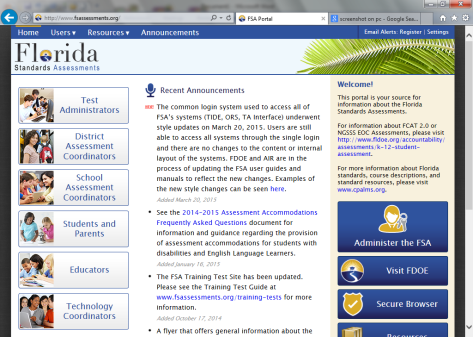 http://www.fsassessments.org/
FSA Portal
screenshot on pc - Google Sea...
Home Users Resources Announcements
Email Alerts: Register | Settings
Florida
Standards Assessments
Test
Administrators
District
Assessment
Coordinators
School
Assessment
Coordinators
Students and
Parents
Educators
Technology
Coordinators
Recent Announcements
The common login system used to access all of
FSA's systems (TIDE, ORS, TA Interface) underwent
style updates on March 20, 2015. Users are still
able to access all systems through the single login
and there are no changes to the content or internal
layout of the systems. FDOE and AIR are in the
process of updating the FSA user guides and
manuals to reflect the new changes. Examples of
the new style changes can be seen here.
Added March 20, 2015
• See the 2014-2015 Assessment Accommodations
Frequently Asked Questions document for
information and guidance regarding the provision
of assessment accommodations for students with
disabilities and English Language Learners.
Added January 16, 2015
• The FSA Training Test Site has been updated.
Please see the Training Test Guide at
www.fsassessments.org/training-tests for more
information.
Added October 17, 2014
• A flyer that offers general information about the
Welcome!
This portal is your source for
information about the Florida
Standards Assessments.
For information about FCAT 2.0 or
NGSSS EOC Assessments, please visit
http://www.fldoe.org/accountability/
assessments/k-12-student-
assessment.
For more information about Florida
standards, course descriptions, and
standard resources, please visit
www.cpalms.org.
Administer the FSA
Visit FDOE
Secure Browser
Resources